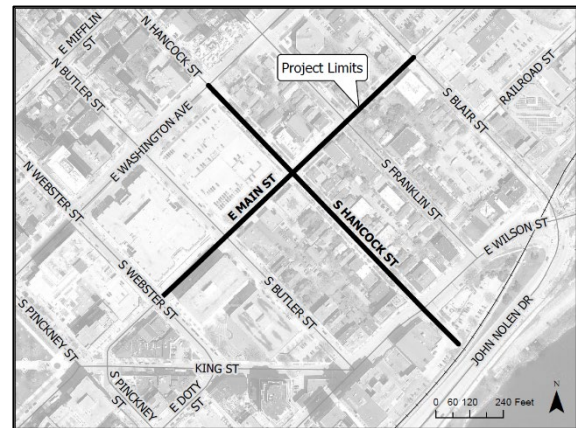 E MIFFLIN
ST
N HANCOCK ST
N BUTLER ST
E WASHINGTON AVE
Project Limits
RAILROAD ST
S BLAIR ST
N WEBSTER ST
S FRANKLIN ST
E MAIN ST
S HANCOCK ST
E WILSON ST
S WEBSTER ST
S BUTLER ST
S PINCKNEY ST
JOHN NOLEN DR
KING ST
S PINCKNEY
ST
E DOTY
ST
N
0 60 120 240 Feet